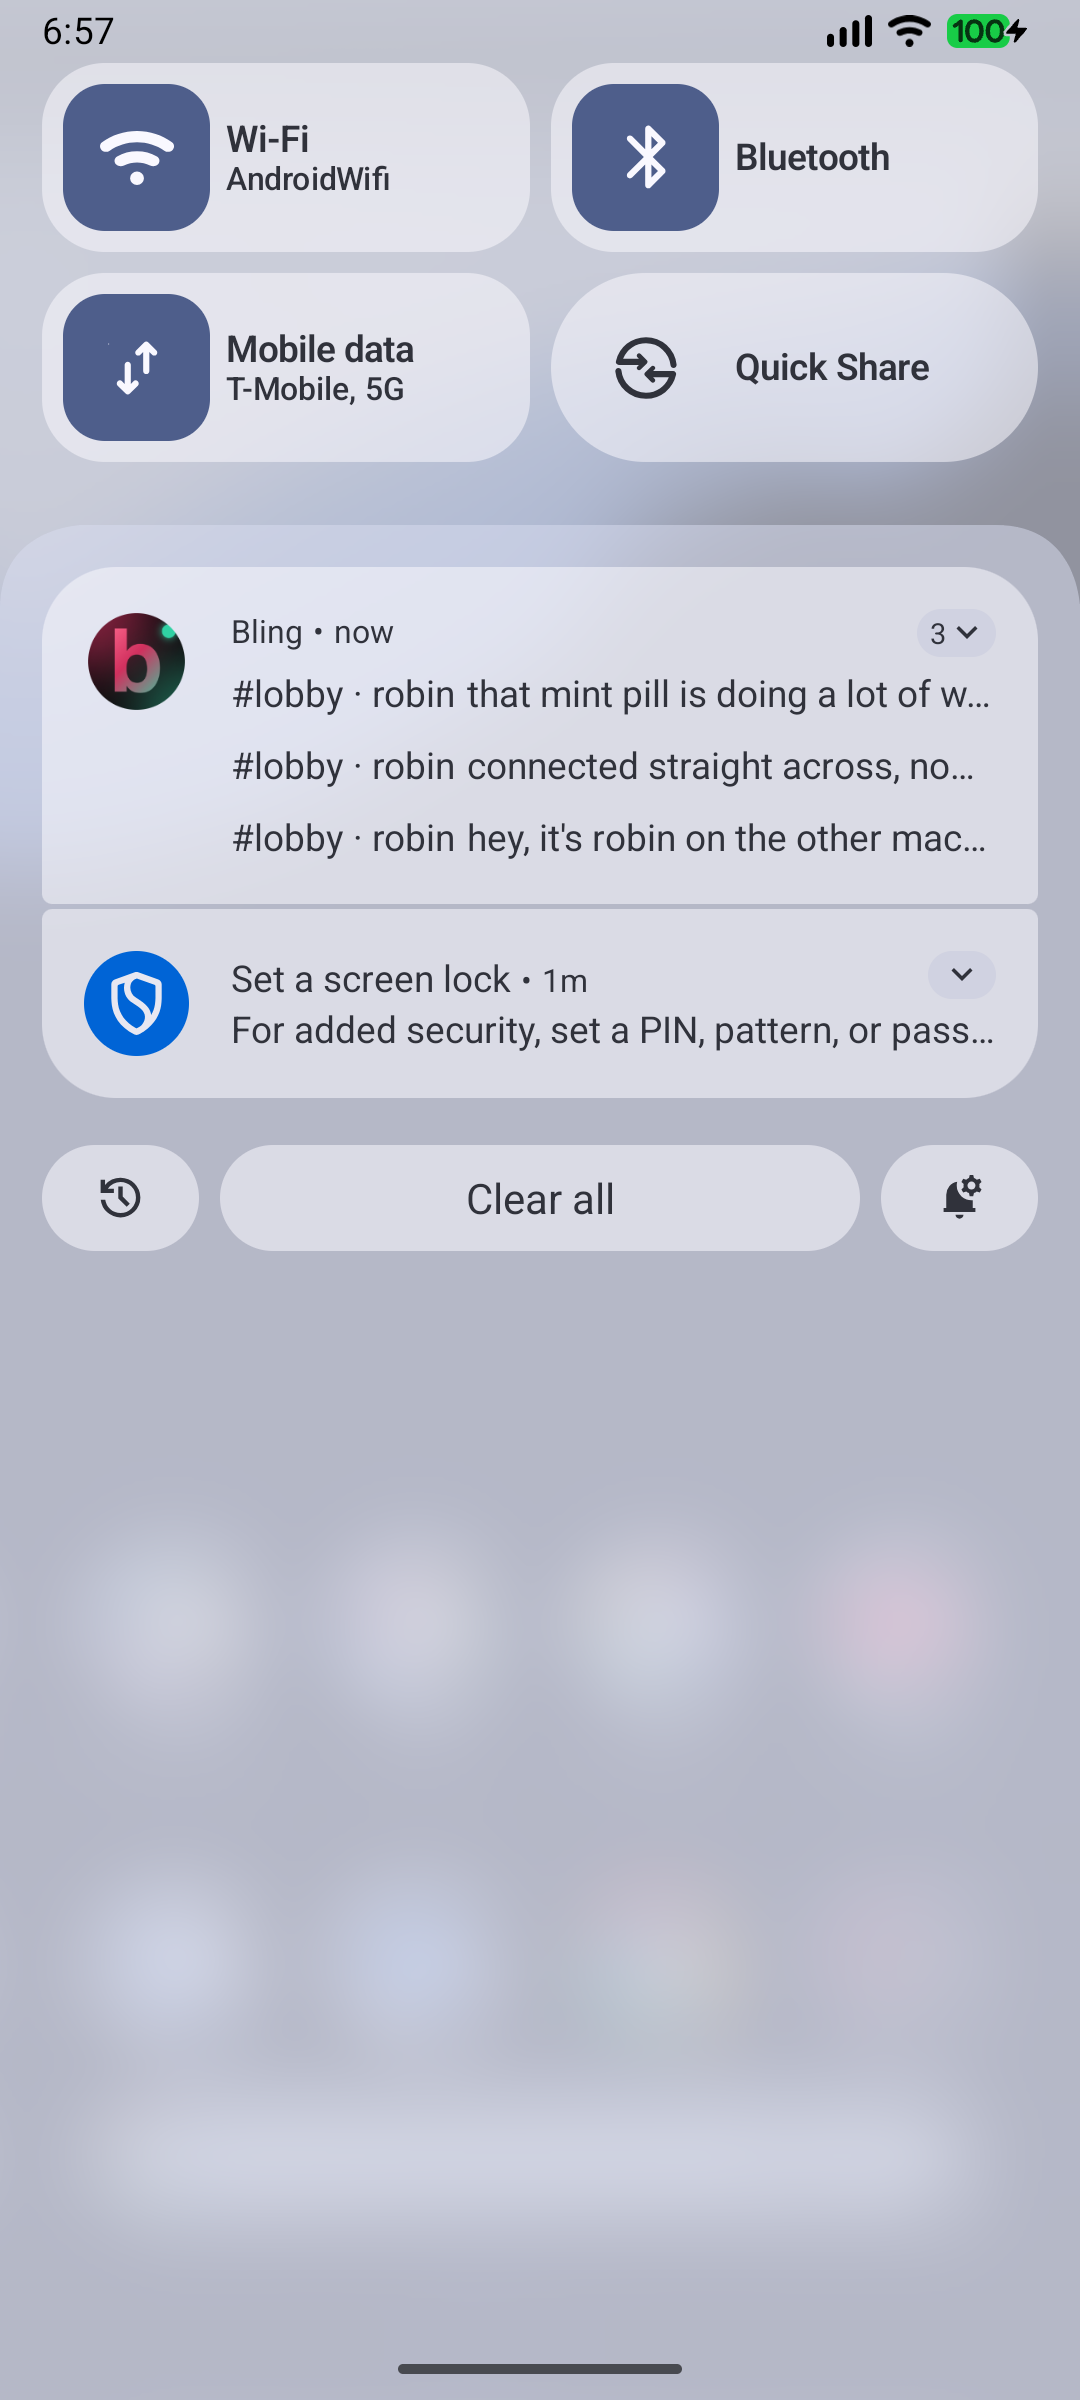 6:57
100
Wi-Fi
AndroidWifi
Bluetooth
Mobile data
T-Mobile, 5G
Quick Share
b
Bling • now
3
#lobby · robin that mint pill is doing a lot of w...
#lobby · robin connected straight across, no...
#lobby · robin hey, it's robin on the other mac...
Set a screen lock • 1m
For added security, set a PIN, pattern, or pass...
Clear all